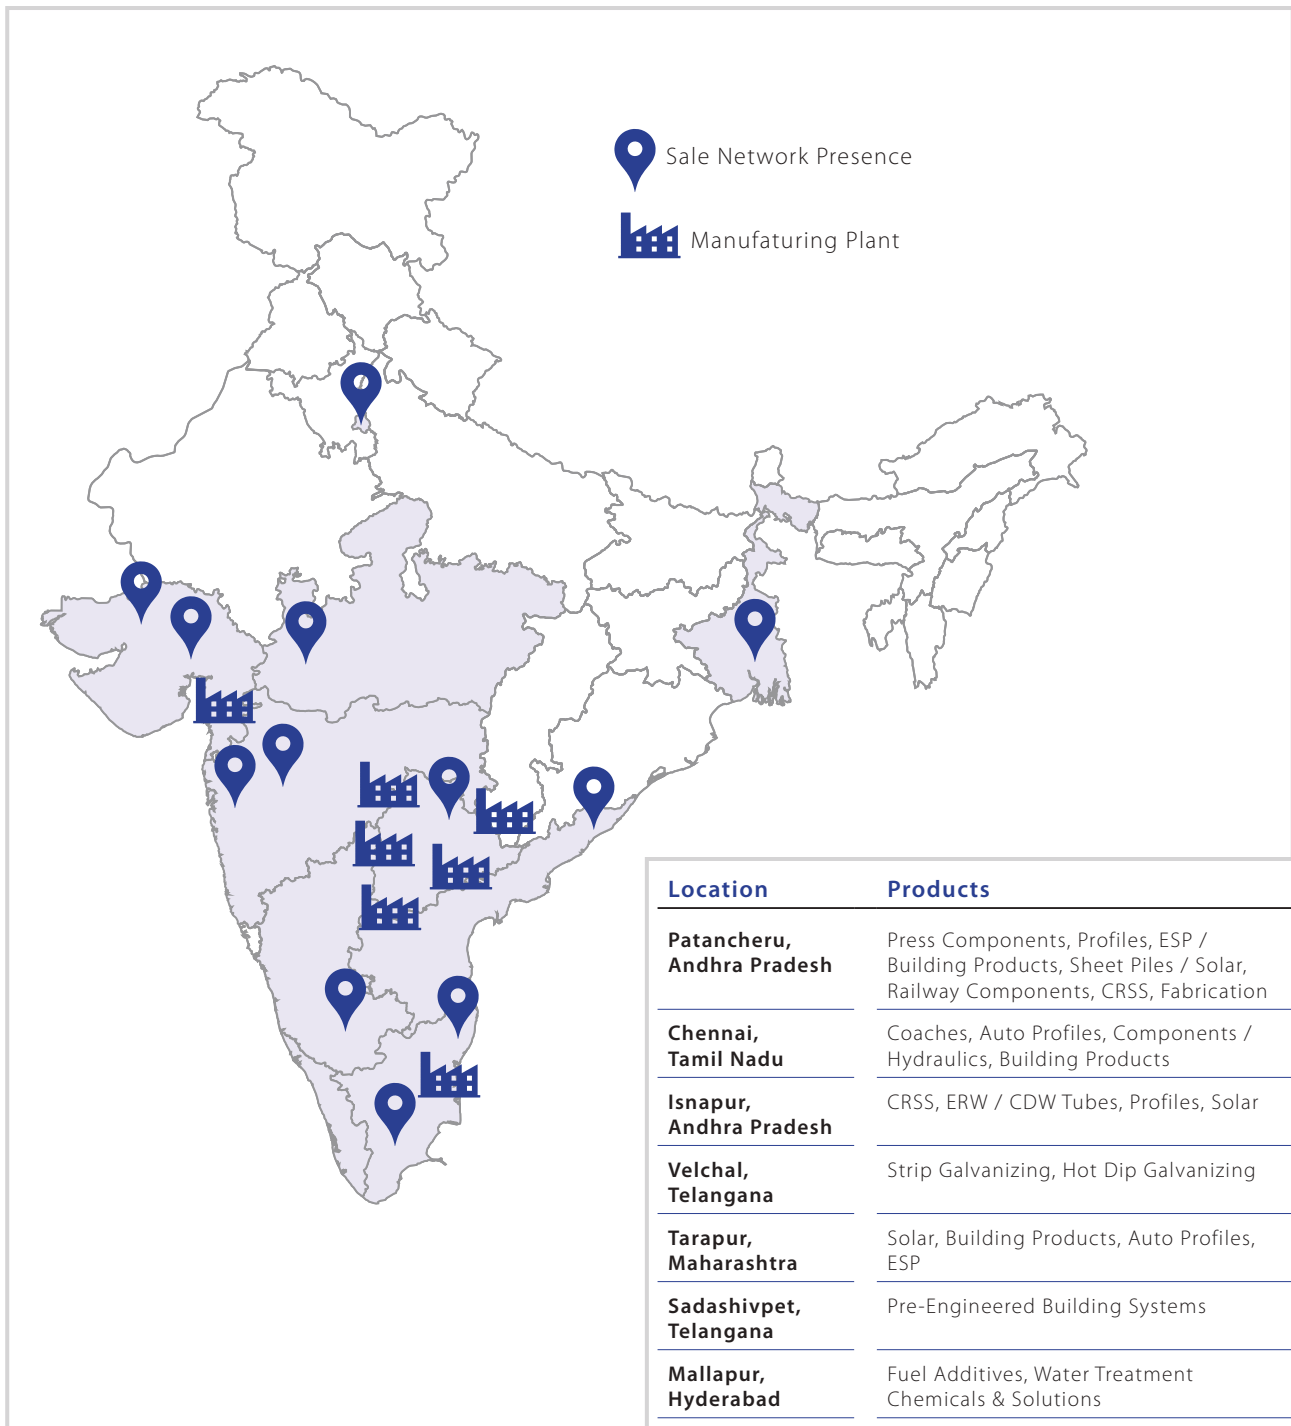 Sale Network Presence
Manufaturing Plant
Location Products
Patancheru,
Andhra Pradesh
Press Components, Profiles, ESP /
Building Products, Sheet Piles / Solar,
Railway Components, CRSS, Fabrication
Chennai,
Tamil Nadu
Coaches, Auto Profiles, Components /
Hydraulics, Building Products
Isnapur,
Andhra Pradesh
CRSS, ERW / CDW Tubes, Profiles, Solar
Velchal,
Telangana
Strip Galvanizing, Hot Dip Galvanizing
Tarapur,
Maharashtra
Solar, Building Products, Auto Profiles,
ESP
Sadashivpet,
Telangana
Pre-Engineered Building Systems
Mallapur,
Hyderabad
Fuel Additives, Water Treatment
Chemicals & Solutions